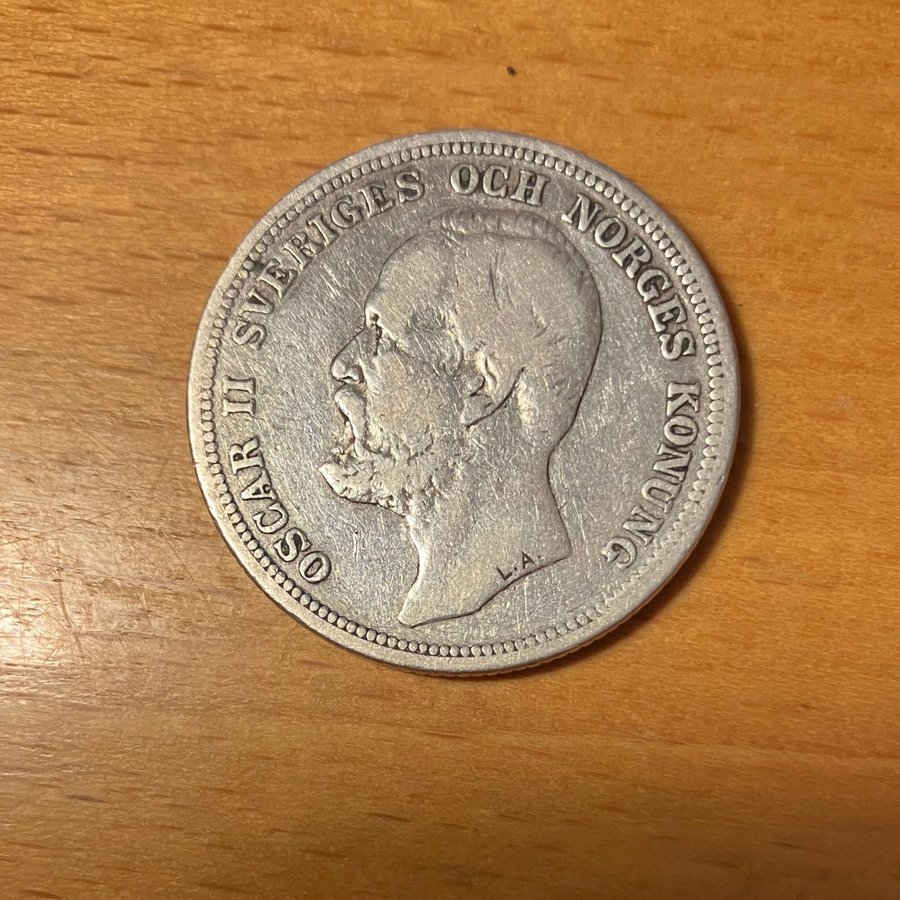 OSCAR II SVERIGES OCH NORGES KONUNG
L.A.